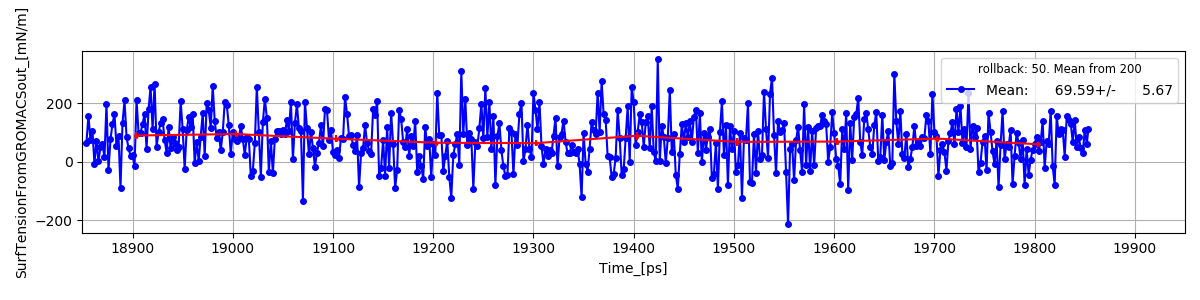 SurfTensionFromGROMACSout_[mN/m]
200
0
−200
rollback: 50. Mean from 200
Mean: 69.59+/- 5.67
18900 19000 19100 19200 19300 19400 19500 19600 19700 19800 19900
Time_[ps]